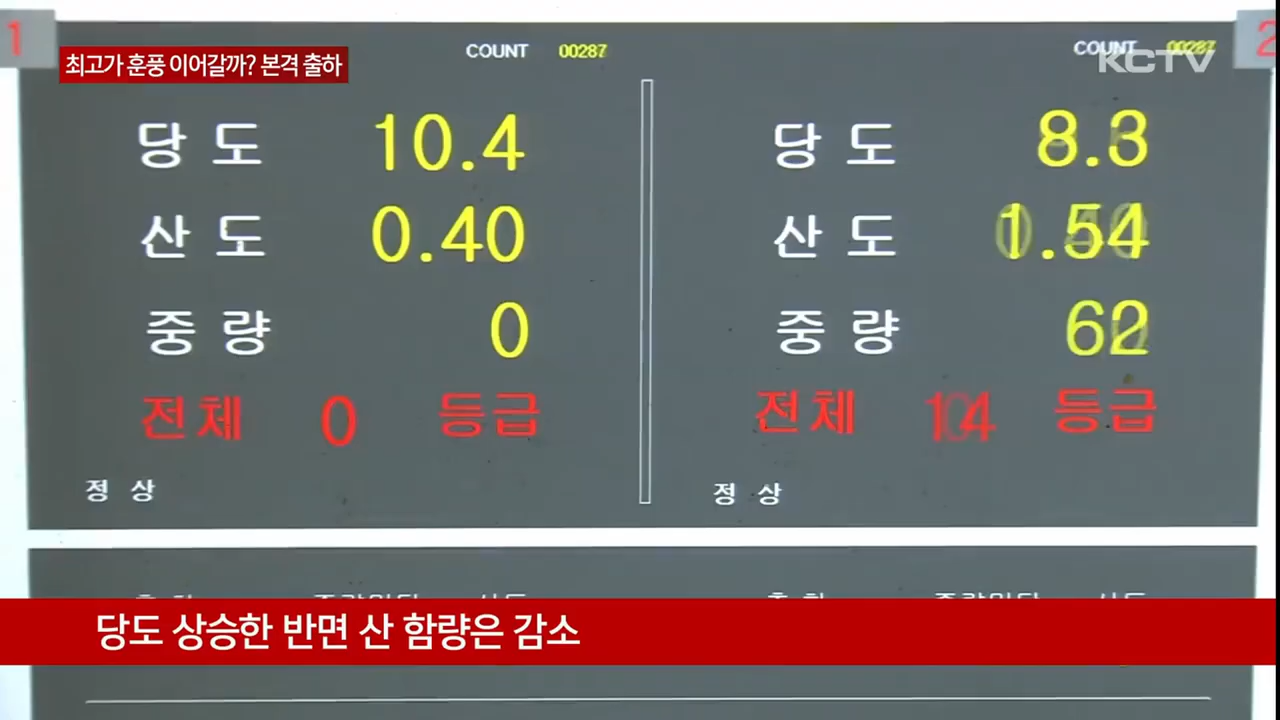 1
2
최고가 훈풍 이어갈까? 본격 출하
COUNT 00287
COUNT 00287
KCTV
당 도 10.4
산 도 0.40
중 량 0
전체 0 등급
정 상
당 도 8.3
산 도 1.54
중 량 62
전체 등급
정 상
당도 상승한 반면 산 함량은 감소